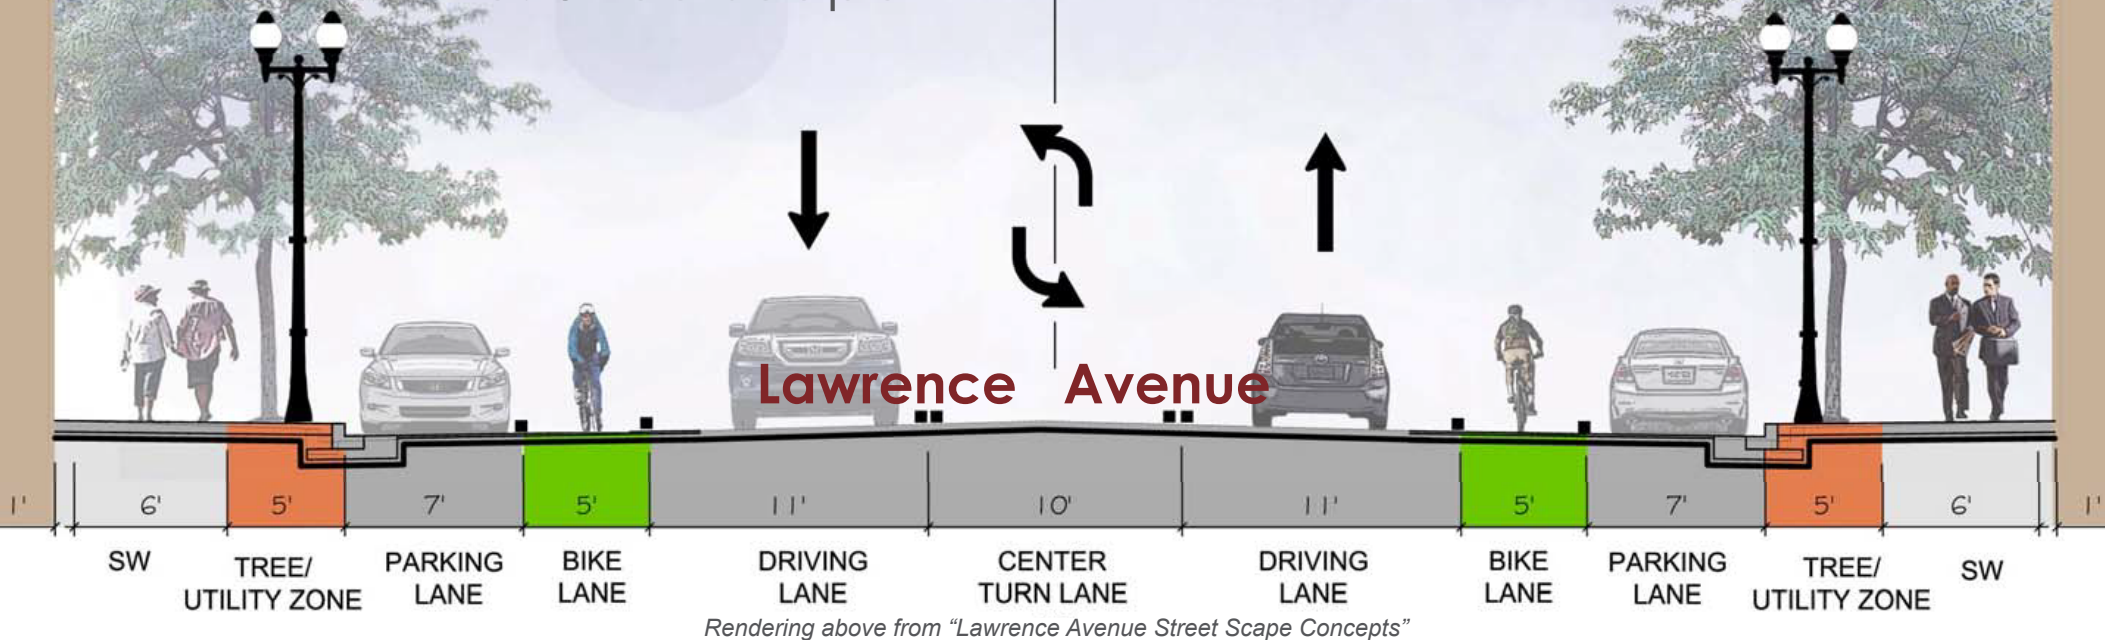 Lawrence Avenue
1' 6' 5' 7' 5' 11' 10' 11' 5' 7' 5' 6' 1'
SW
TREE/
UTILITY ZONE
PARKING
LANE
BIKE
LANE
DRIVING
LANE
CENTER
TURN LANE
DRIVING
LANE
BIKE
LANE
PARKING
LANE
TREE/
UTILITY ZONE
SW
Rendering above from “Lawrence Avenue Street Scape Concepts”